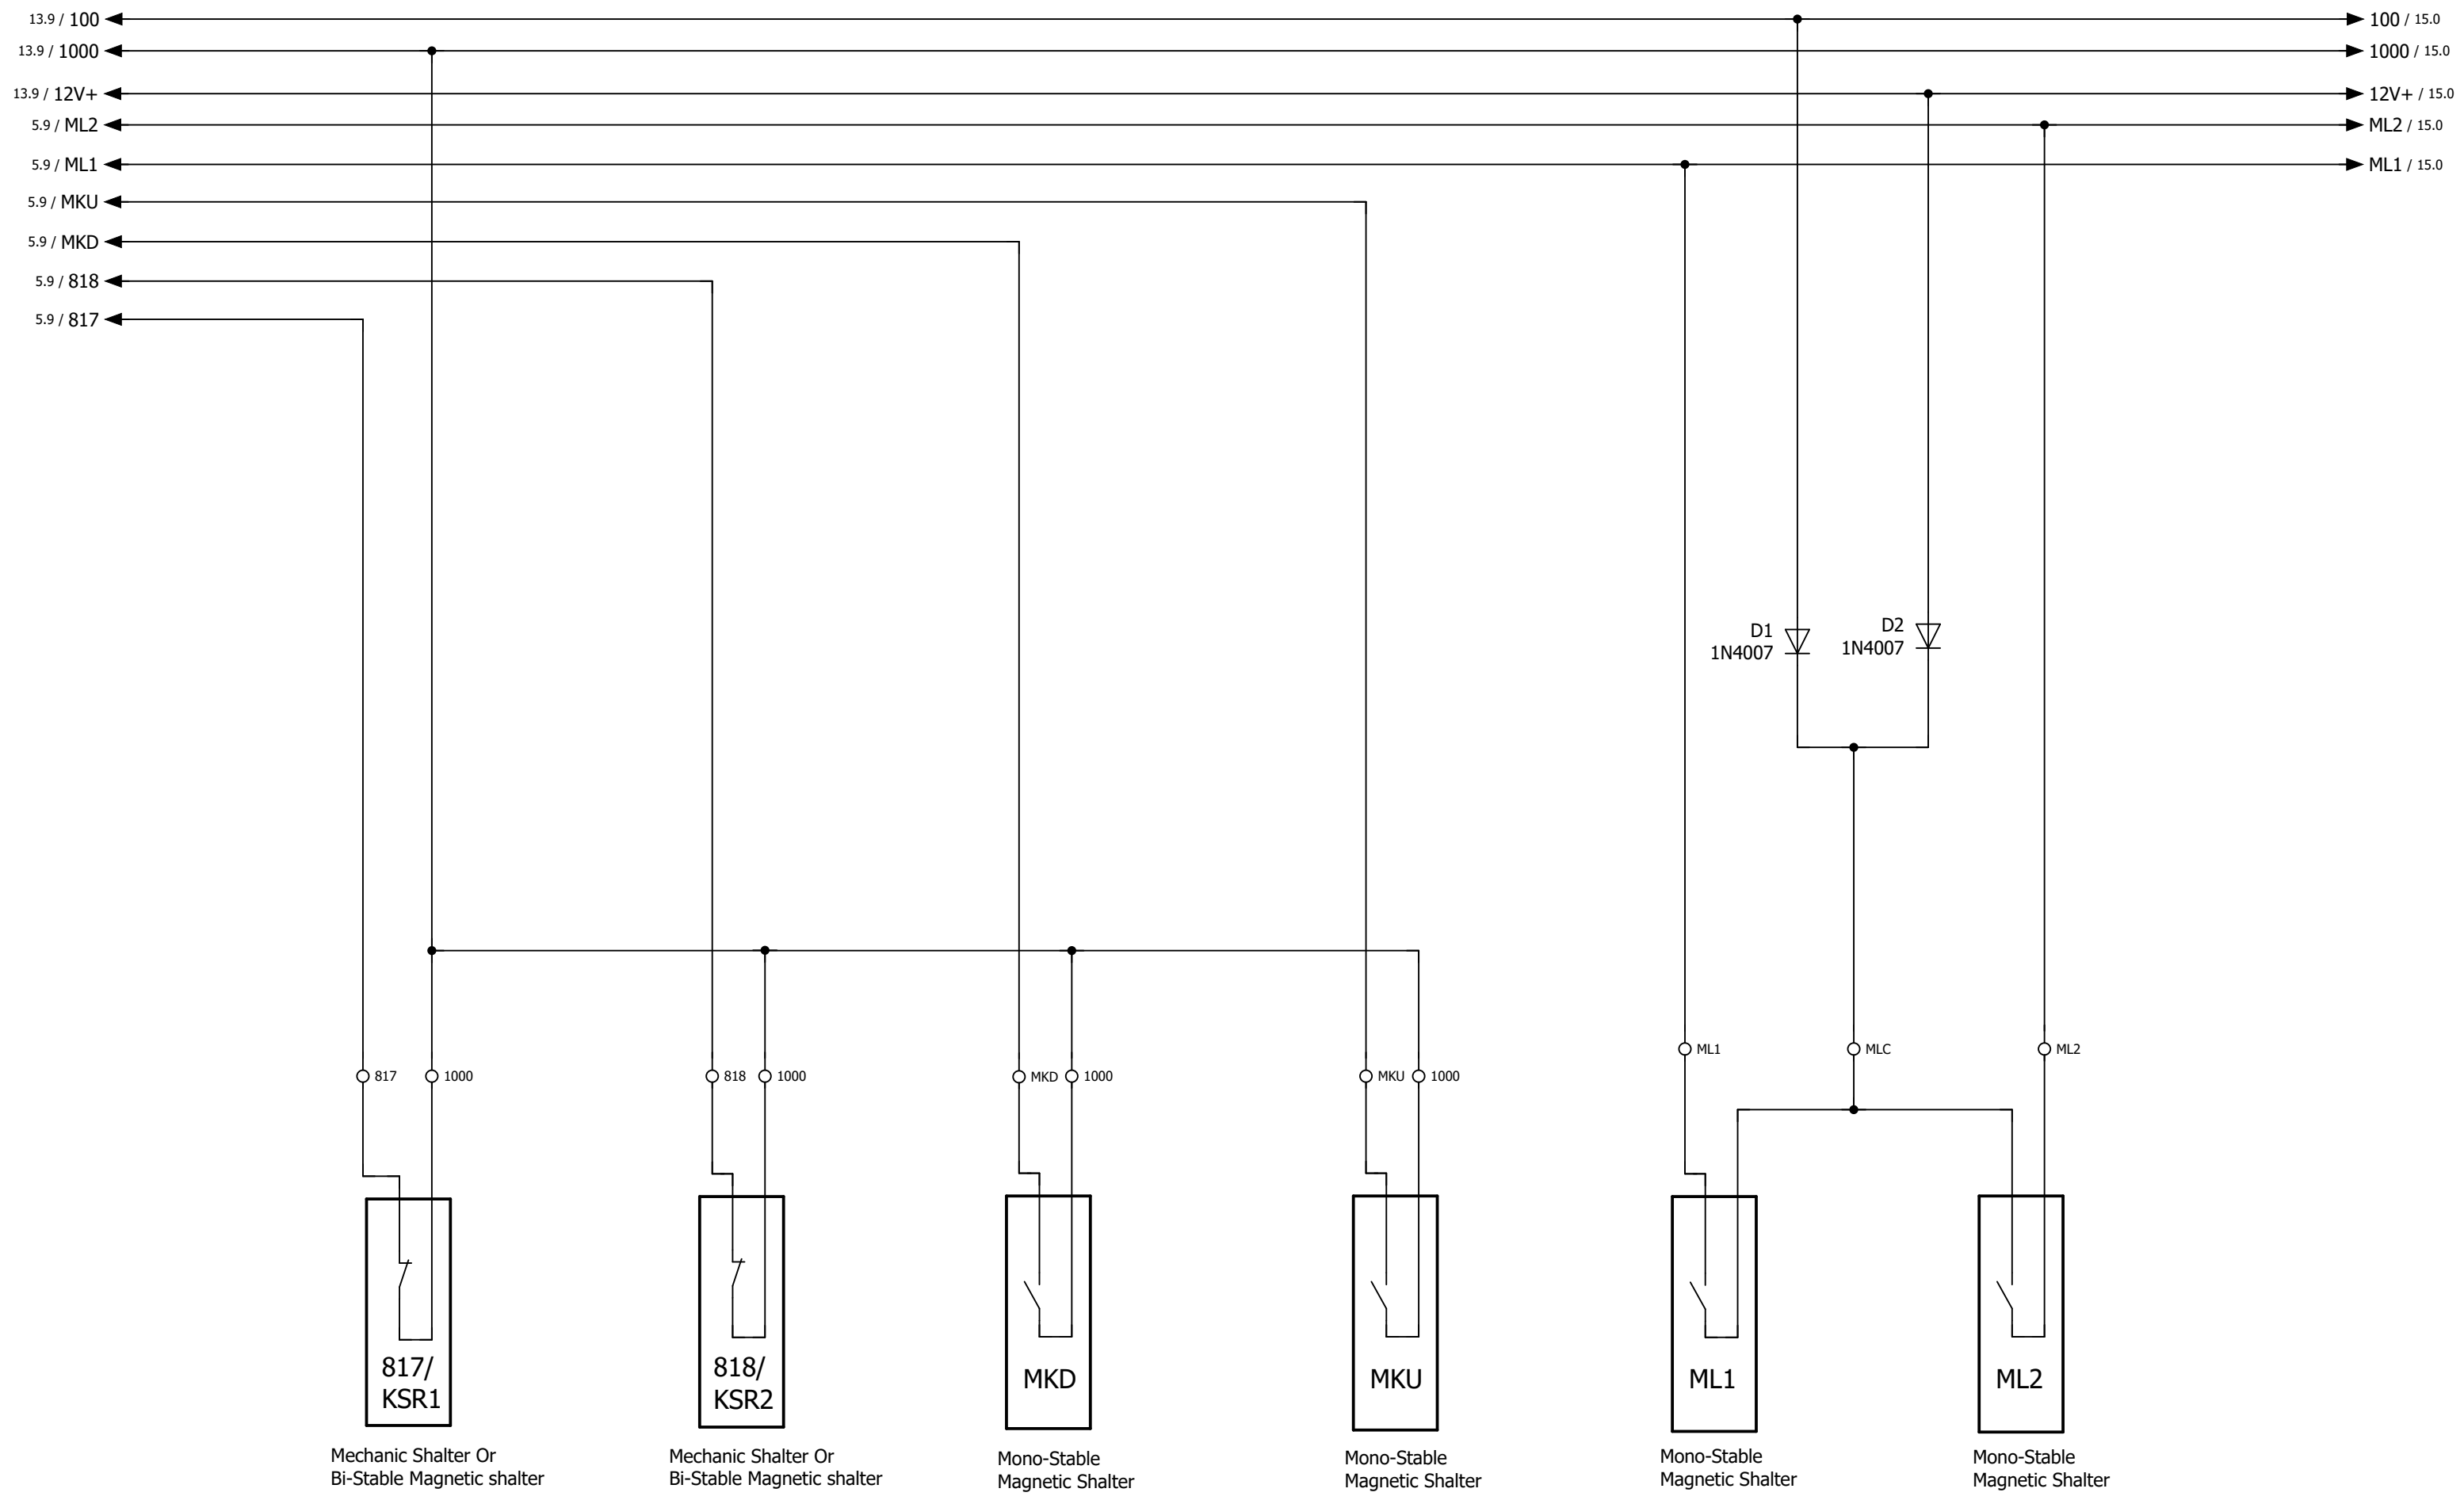 13.9 / 100
100 / 15.0
13.9 / 1000
1000 / 15.0
13.9 / 12V+
12V+ / 15.0
5.9 / ML2
ML2 / 15.0
5.9 / ML1
ML1 / 15.0
5.9 / MKU
5.9 / MKD
5.9 / 818
5.9 / 817
D1
1N4007
D2
1N4007
ML1
MLC
ML2
817
1000
818
1000
MKD
1000
MKU
1000
817/
KSR1
818/
KSR2
MKD
MKU
ML1
ML2
Mechanic Shalter Or
Bi-Stable Magnetic shalter
Mechanic Shalter Or
Bi-Stable Magnetic shalter
Mono-Stable
Magnetic Shalter
Mono-Stable
Magnetic Shalter
Mono-Stable
Magnetic Shalter
Mono-Stable
Magnetic Shalter